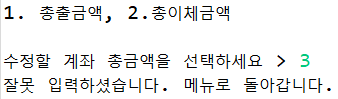 1. 총출금액, 2.총이체금액
수정할 계좌 총금액을 선택하세요 > 3
잘못 입력하셨습니다. 메뉴로 돌아갑니다.